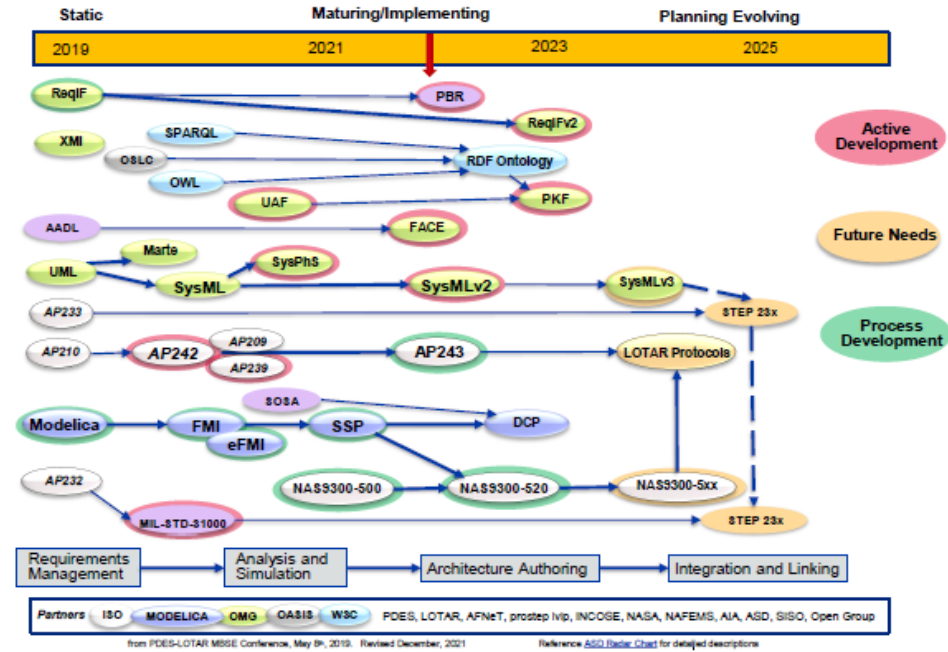 Static
Maturing/Implementing
Planning Evolving
2019
2021
2023
2025
ReqIF
PBR
ReqIFv2
Active
Development
XMI
SPARQL
OSLC
RDF Ontology
OWL
UAF
PKF
AADL
FACE
Future Needs
Marte
UML
SysPhS
SysML
SysMLv2
SysMLv3
AP233
STEP 23x
Process
Development
AP210
AP242
AP209
AP239
AP243
LOTAR Protocols
SOSA
Modelica
FMI
eFMI
SSP
DCP
AP232
NAS9300-500
NAS9300-520
NAS9300-5xx
MIL-STD-31000
STEP 23x
Requirements
Management
Analysis and
Simulation
Architecture Authoring
Integration and Linking
Partners ISO MODELICA OMG OASIS W3C PDES, LOTAR, AFNeT, prostep ivip, INCOSE, NASA, NAFEMS, AIA, ASD, SISO, Open Group
from PDES-LOTAR MBSE Conference, May 8th, 2019. Revised December, 2021
Reference ASD Radar Chart for detailed descriptions